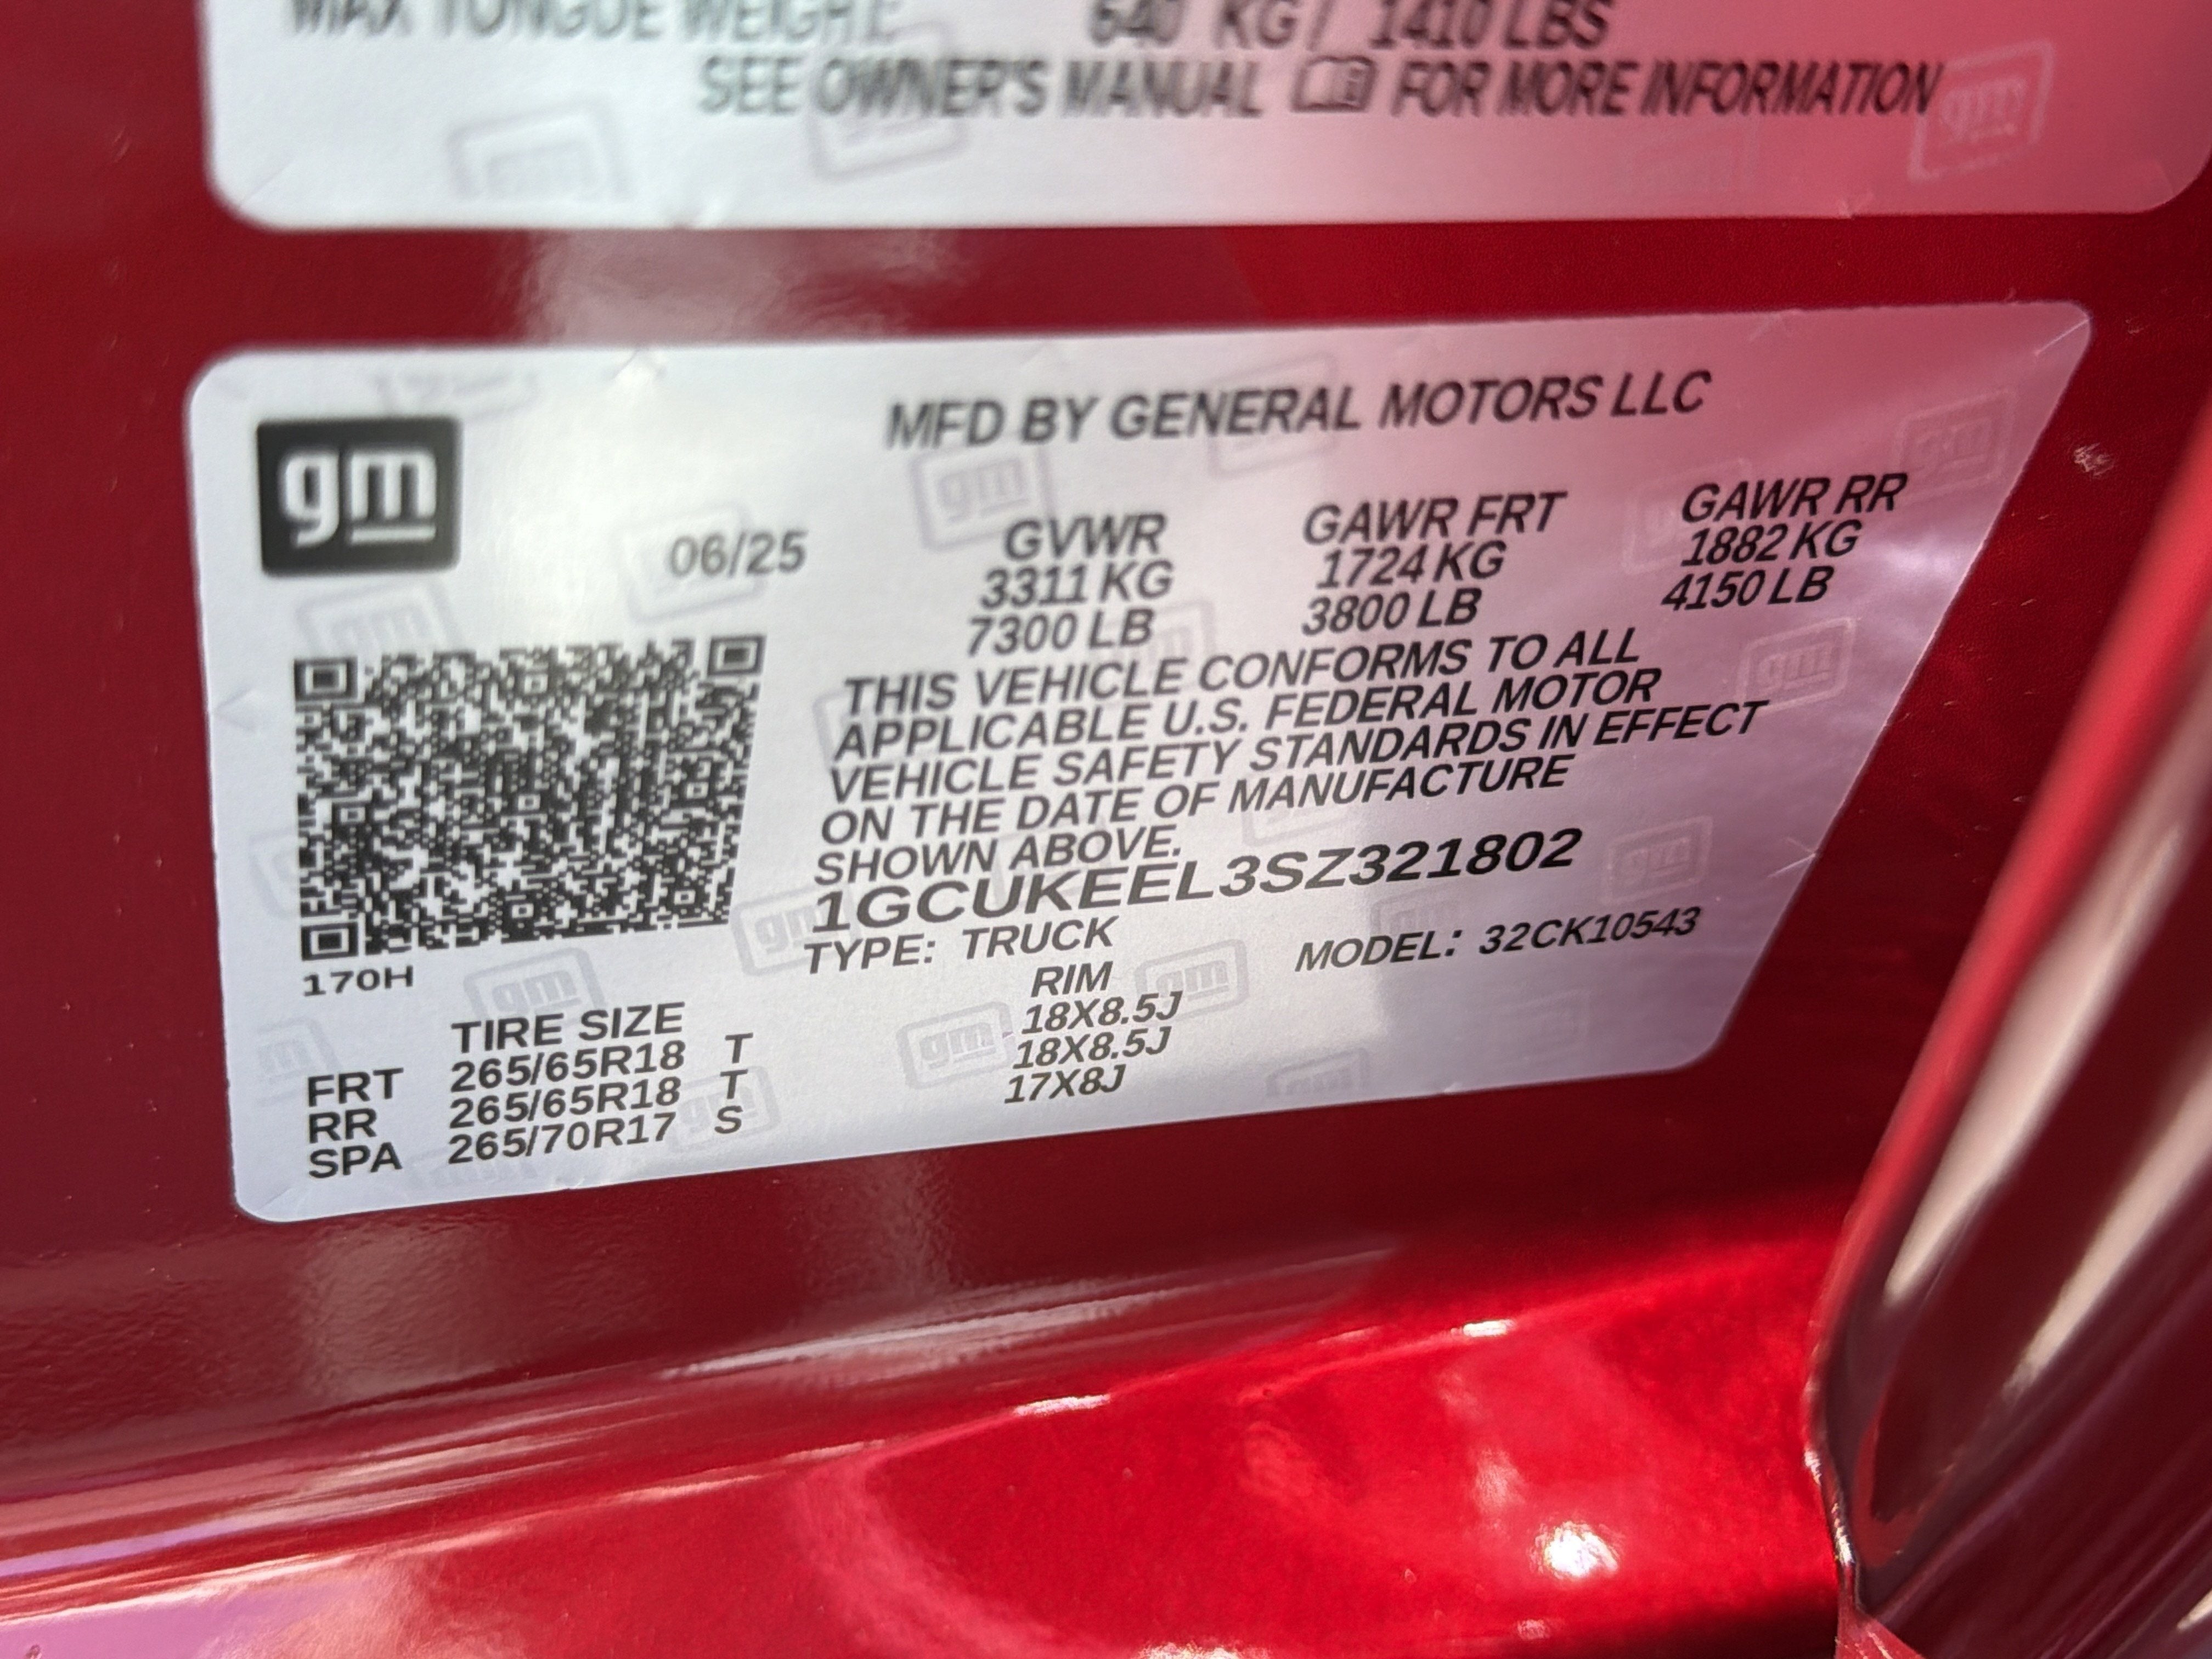 MAX TONGUE WEIGHT: 640 KG / 1410 LBS
SEE OWNER'S MANUAL FOR MORE INFORMATION
gm
MFD BY GENERAL MOTORS LLC
06/25
GVWR GAWR FRT GAWR RR
3311 KG 1724 KG 1882 KG
7300 LB 3800 LB 4150 LB
THIS VEHICLE CONFORMS TO ALL
APPLICABLE U.S. FEDERAL MOTOR
VEHICLE SAFETY STANDARDS IN EFFECT
ON THE DATE OF MANUFACTURE
SHOWN ABOVE.
1GCUKEEL3SZ321802
TYPE: TRUCK MODEL: 32CK10543
170H
TIRE SIZE RIM
FRT 265/65R18 T 18X8.5J
RR 265/65R18 T 18X8.5J
SPA 265/70R17 S 17X8J